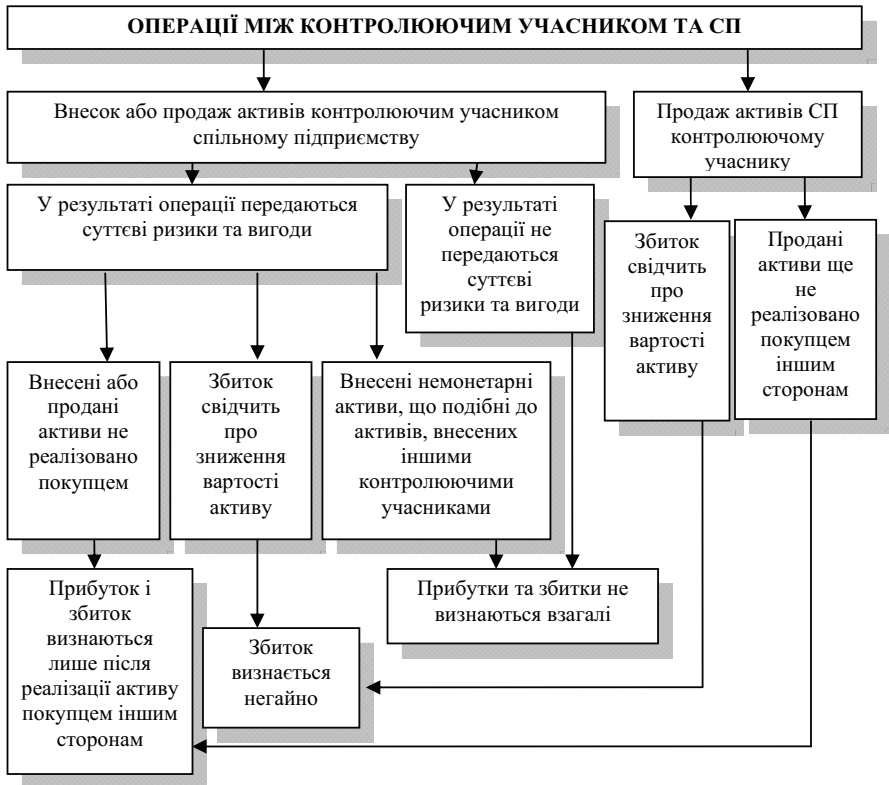 ОПЕРАЦІЇ МІЖ КОНТРОЛЮЮЧИМ УЧАСНИКОМ ТА СП
Внесок або продаж активів контролюючим учасником
спільному підприємству
Продаж активів СП
контролюючому
учаснику
У результаті операції передаються
суттєві ризики та вигоди
У результаті
операції не
передаються
суттєві
ризики та вигоди
Збиток
свідчить
про
зниження
вартості
активу
Продані
активи ще
не
реалізовано
покупцем
іншим
сторонам
Внесені або
продані
активи не
реалізовано
покупцем
Збиток
свідчить
про
зниження
вартості
активу
Внесені немонетарні
активи, що подібні до
активів, внесених
іншими
контролюючими
учасниками
Прибуток і
збиток
визнаються
лише після
реалізації активу
покупцем іншим
сторонам
Збиток
визнається
негайно
Прибутки та збитки не
визнаються взагалі